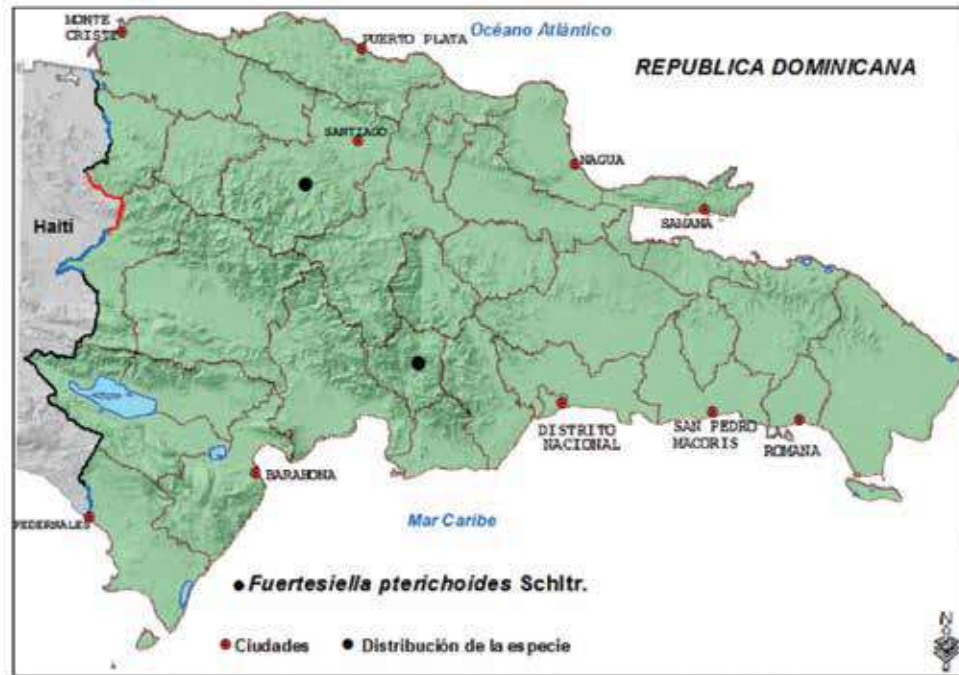 MONTE
CRISTI
PUERTO PLATA
Océano Atlántico
REPUBLICA DOMINICANA
SANTIAGO
NAGUA
SAMANA
Haití
DISTRITO
NACIONAL
SAN PEDRO
MACORIS
LA
ROMANA
BARAHONA
PEDERNALES
Mar Caribe
Fuertesiella pterichoides Schltr.
Ciudades
Distribución de la especie
N